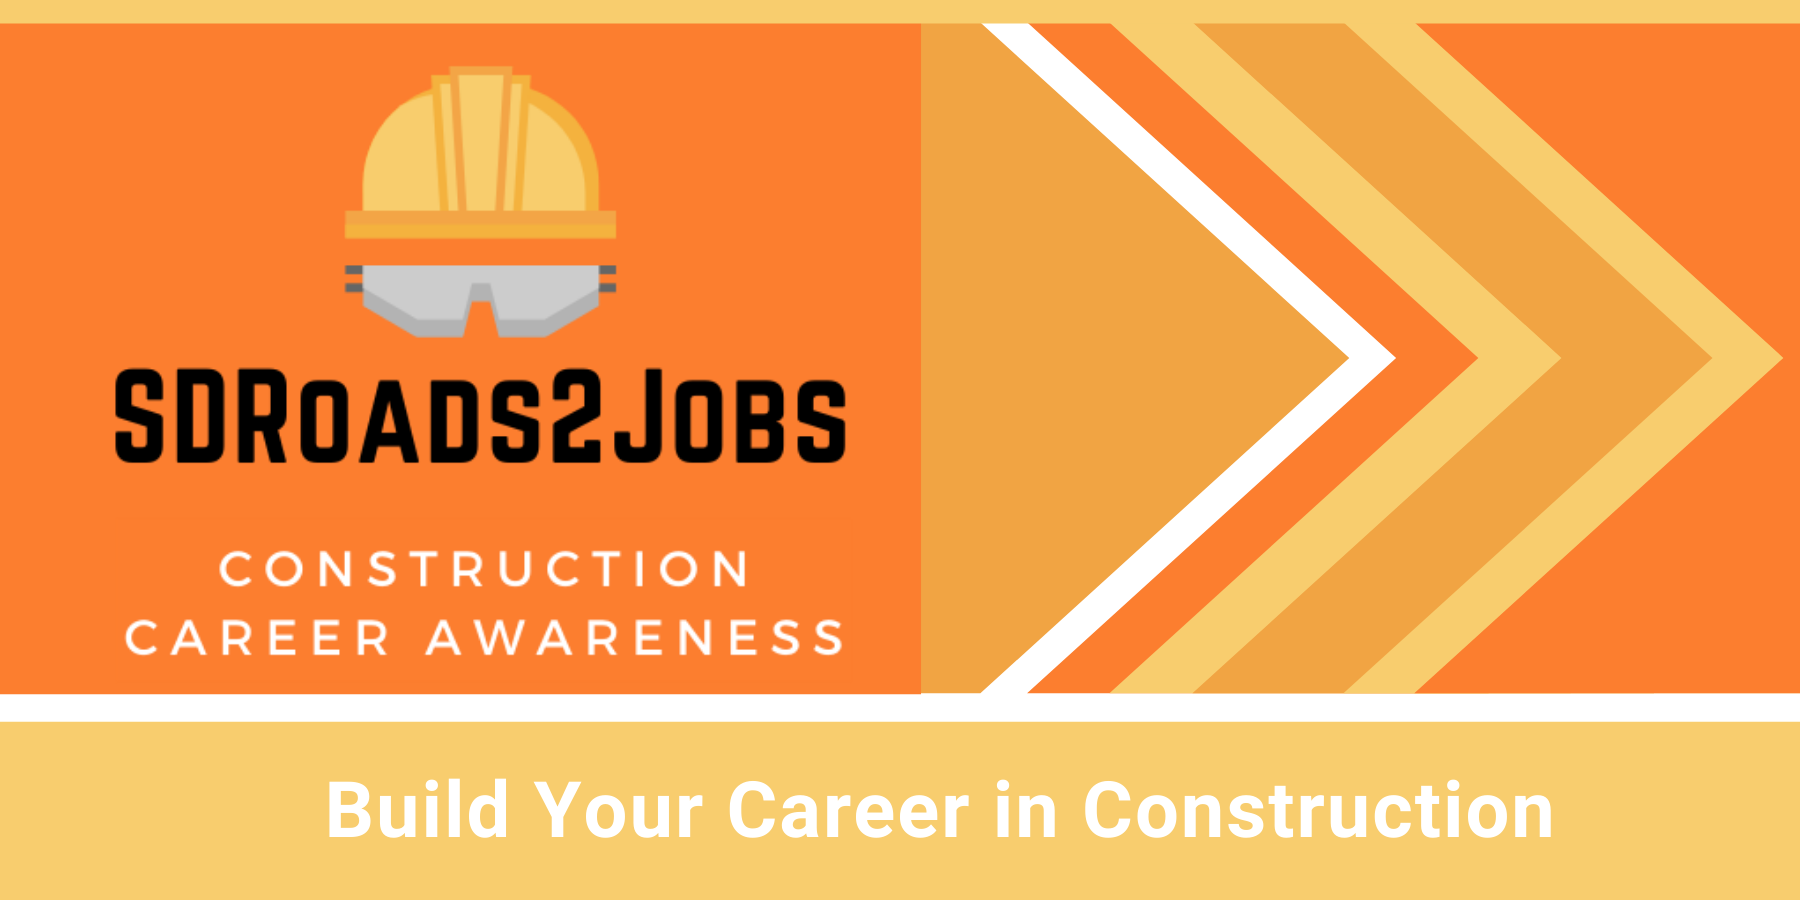 SDRoads2Jobs
CONSTRUCTION
CAREER AWARENESS
Build Your Career in Construction